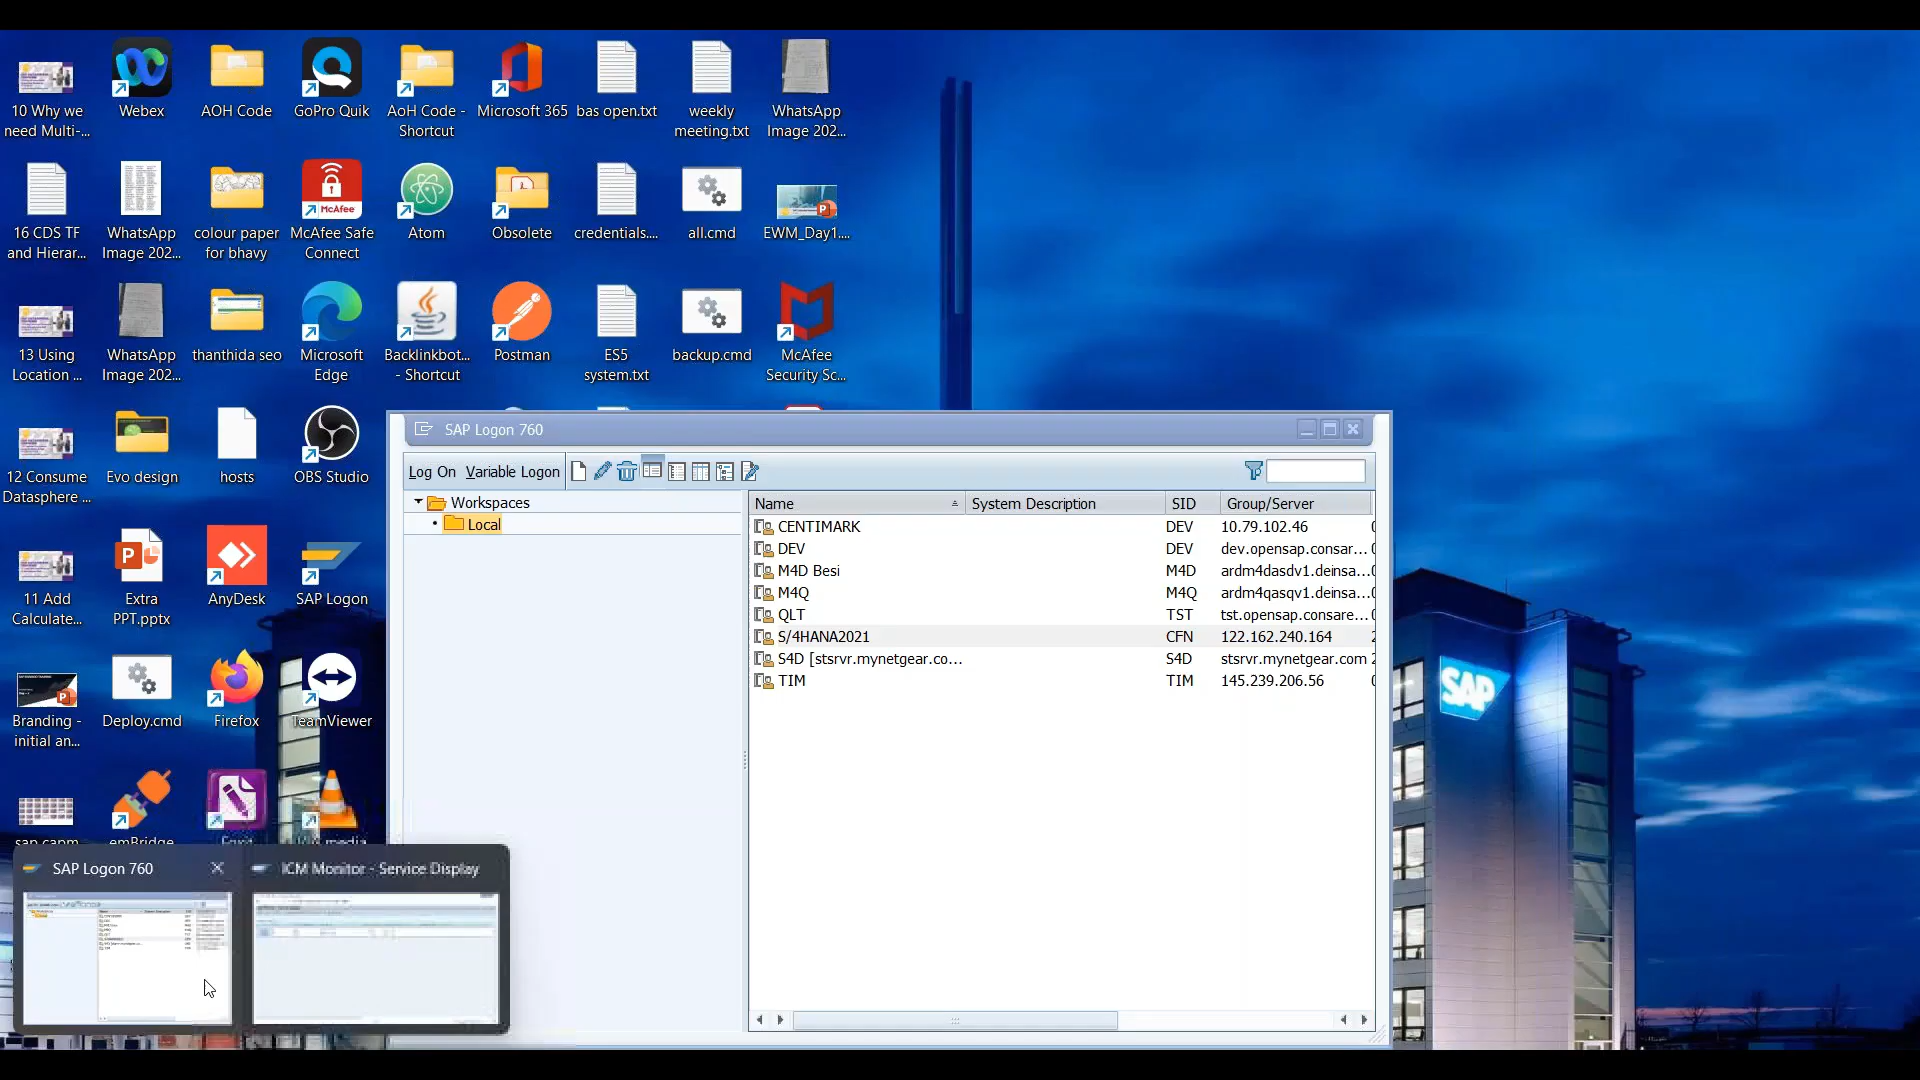 10 Why we
need Multi-...
Webex
AOH Code
GoPro Quik
AoH Code -
Shortcut
Microsoft 365
bas open.txt
weekly
meeting.txt
WhatsApp
Image 202...
16 CDS TF
and Hierar...
WhatsApp
Image 202...
colour paper
for bhavy
McAfee
McAfee Safe
Connect
Atom
Obsolete
credentials....
all.cmd
EWM_Day1....
13 Using
Location ...
WhatsApp
Image 202...
thanthida seo
Microsoft
Edge
Backlinkbot...
- Shortcut
Postman
ES5
system.txt
backup.cmd
McAfee
Security Sc...
12 Consume
Datasphere ...
Evo design
hosts
OBS Studio
11 Add
Calculate...
Extra
PPT.pptx
AnyDesk
SAP Logon
Branding -
initial an...
Deploy.cmd
Firefox
TeamViewer
SAP Logon 760
Log On Variable Logon
Workspaces
Local
Name System Description SID Group/Server
CENTIMARK DEV 10.79.102.46
DEV DEV dev.opensap.consar...
M4D Besi M4D ardm4dasdv1.deinsa...
M4Q M4Q ardm4qasqv1.deinsa...
QLT TST tst.opensap.consare...
S/4HANA2021 CFN 122.162.240.164
S4D [stsrvr.mynetgear.co... S4D stsrvr.mynetgear.com
TIM TIM 145.239.206.56
SAP
SAP Logon 760
ICM Monitor - Service Display